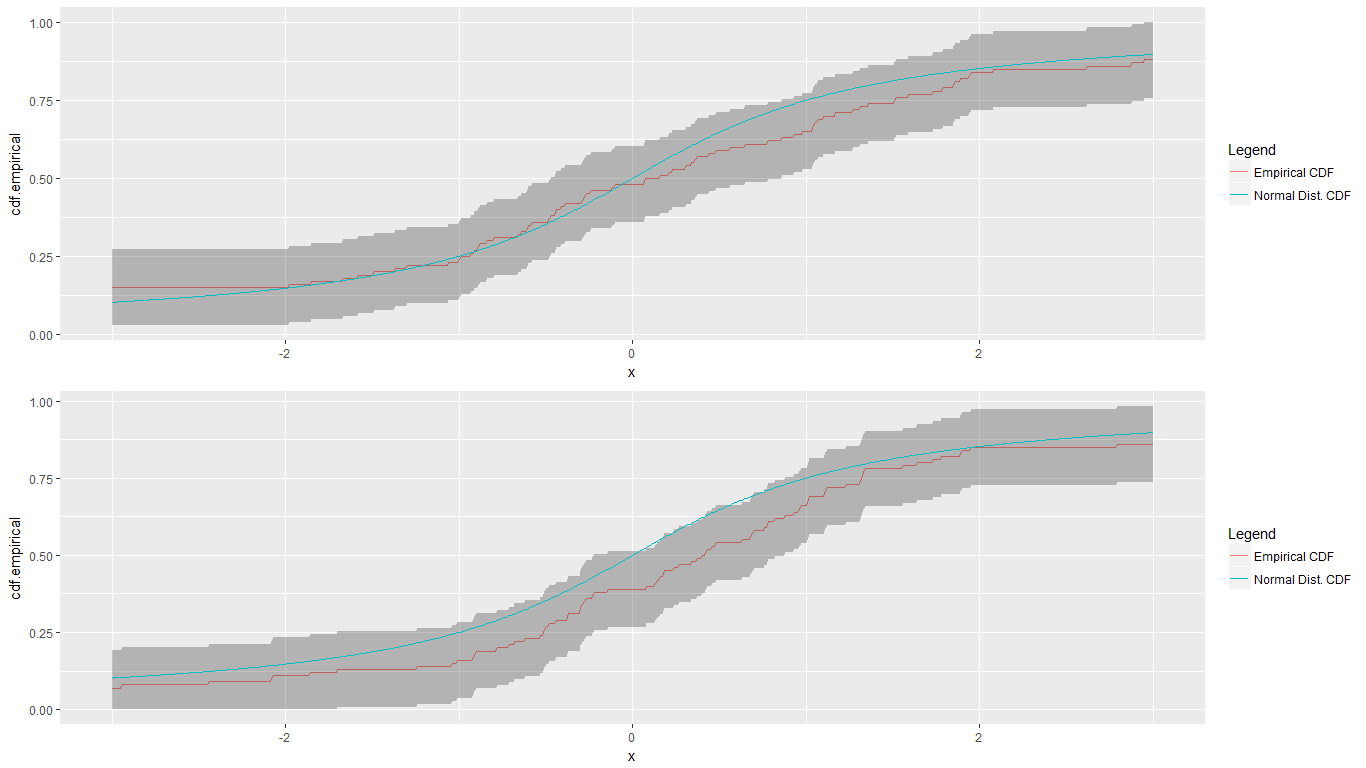 1.00
0.75
0.50
0.25
0.00
cdf.empirical
-2
0
2
x
Legend
Empirical CDF
Normal Dist. CDF
1.00
0.75
0.50
0.25
0.00
cdf.empirical
-2
0
2
x
Legend
Empirical CDF
Normal Dist. CDF